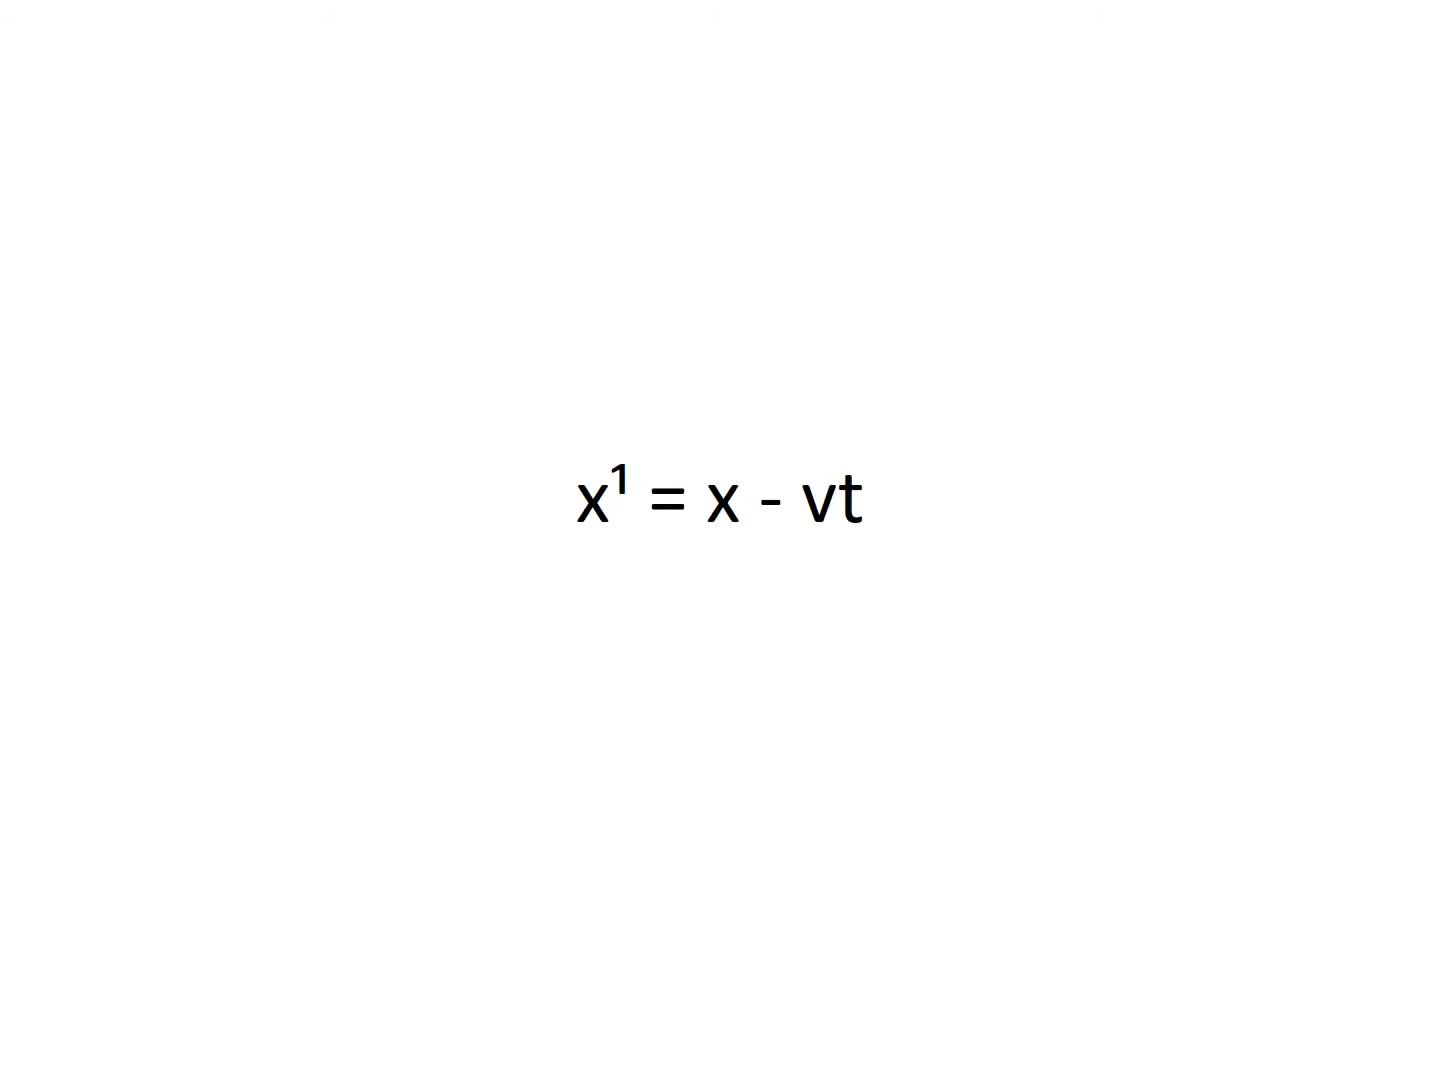 x¹ = x - vt